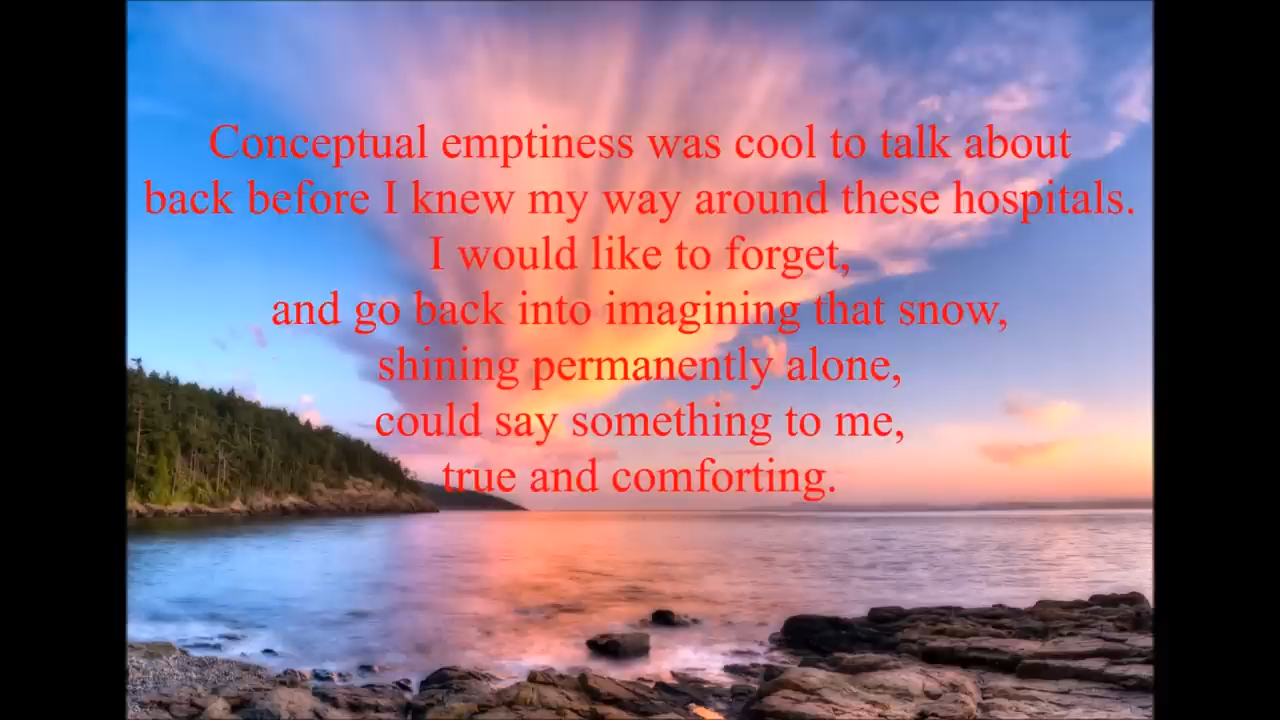 Conceptual emptiness was cool to talk about
back before I knew my way around these hospitals.
I would like to forget,
and go back into imagining that snow,
shining permanently alone,
could say something to me,
true and comforting.